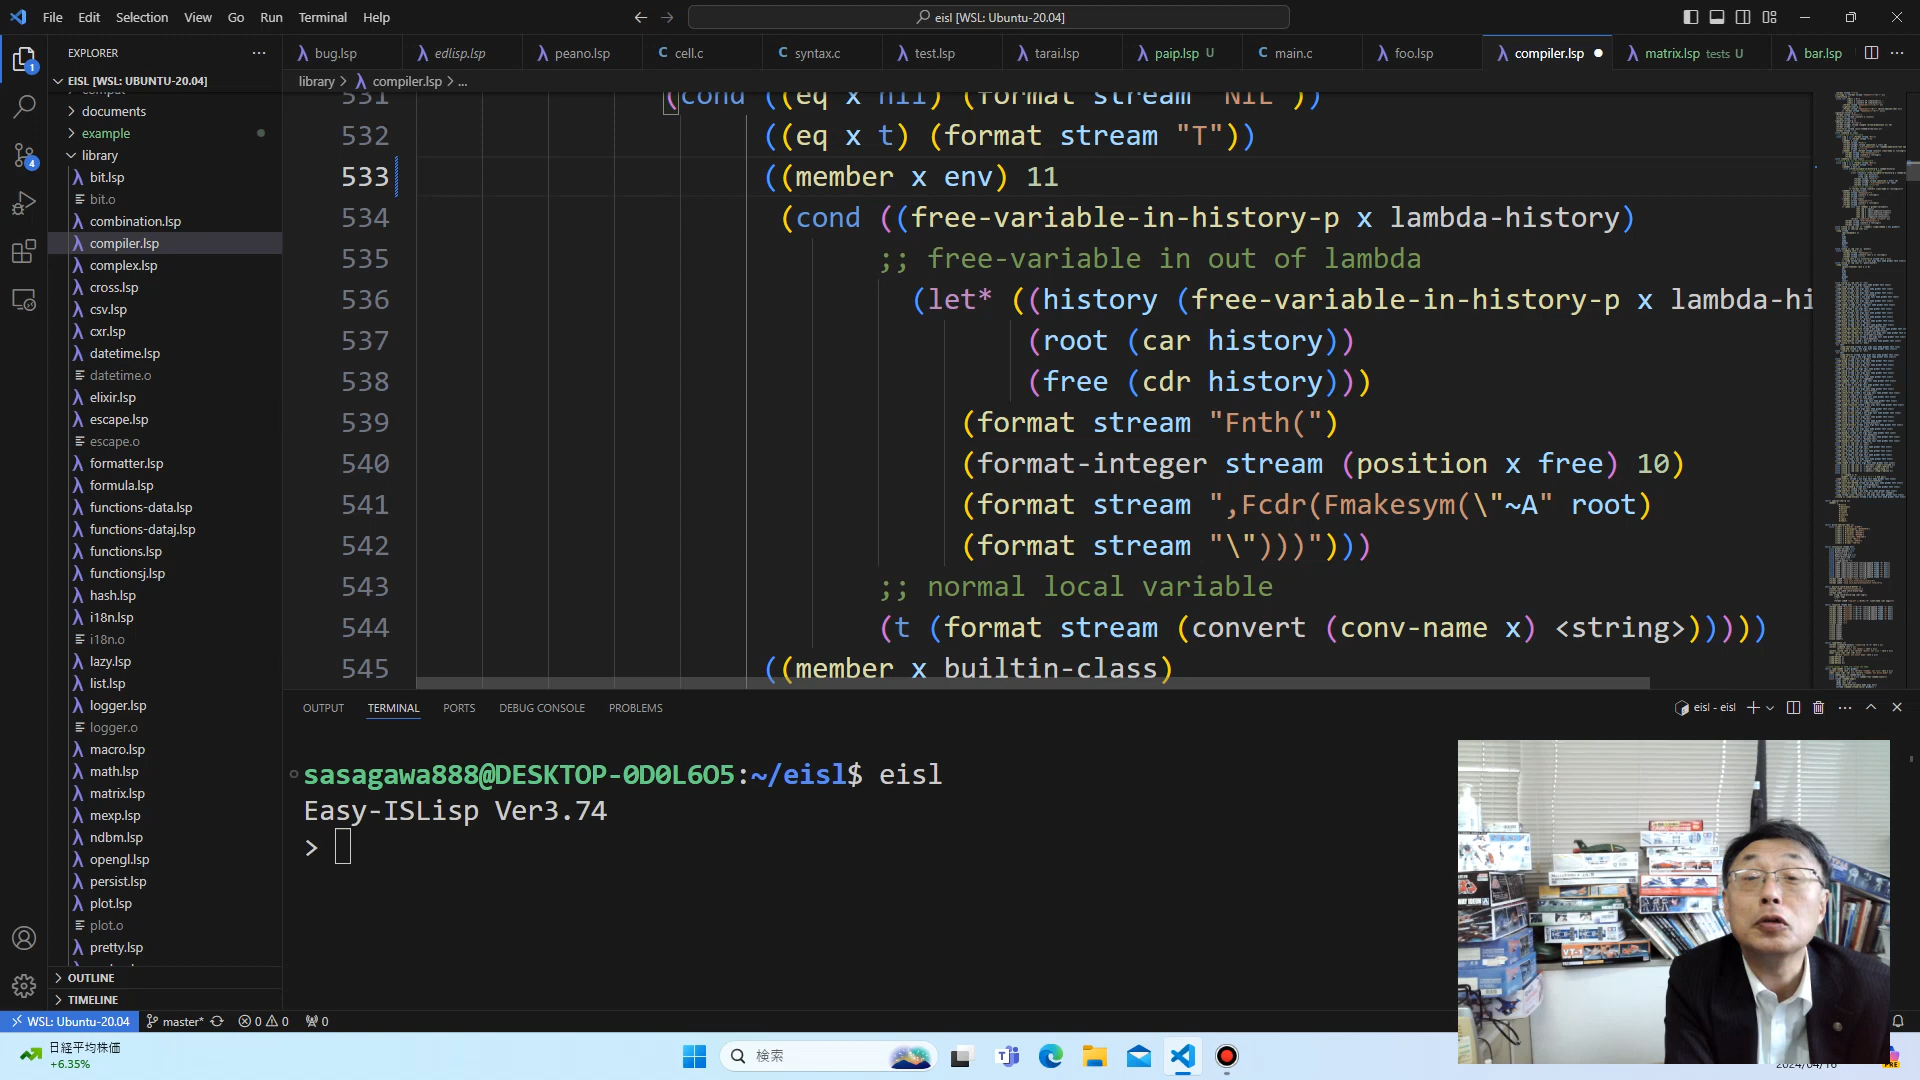 File Edit Selection View Go Run Terminal Help
eisl [WSL: Ubuntu-20.04]
EXPLORER
bug.lsp edlisp.lsp peano.lsp C cell.c C syntax.c test.lsp tarai.lsp paip.lsp U C main.c foo.lsp compiler.lsp matrix.lsp tests U bar.lsp
EISL [WSL: UBUNTU-20.04]
library > compiler.lsp > ...
documents
example
library
bit.lsp
bit.o
combination.lsp
compiler.lsp
complex.lsp
cross.lsp
csv.lsp
cxr.lsp
datetime.lsp
datetime.o
elixir.lsp
escape.lsp
escape.o
formatter.lsp
formula.lsp
functions-data.lsp
functions-dataj.lsp
functions.lsp
functionsj.lsp
hash.lsp
i18n.lsp
i18n.o
lazy.lsp
list.lsp
logger.lsp
logger.o
macro.lsp
math.lsp
matrix.lsp
mexp.lsp
ndbm.lsp
opengl.lsp
persist.lsp
plot.lsp
plot.o
pretty.lsp
OUTLINE
TIMELINE
531 (cond ((eq x nil) (format stream "NIL"))
532 ((eq x t) (format stream "T"))
533 ((member x env) 11
534 (cond ((free-variable-in-history-p x lambda-history)
535 ;; free-variable in out of lambda
536 (let* ((history (free-variable-in-history-p x lambda-hi
537 (root (car history))
538 (free (cdr history)))
539 (format stream "Fnth(")
540 (format-integer stream (position x free) 10)
541 (format stream ",Fcdr(Fmakesym(\"~A" root)
542 (format stream "\")))")))
543 ;; normal local variable
544 (t (format stream (convert (conv-name x) <string>)))))
545 ((member x builtin-class)
OUTPUT TERMINAL PORTS DEBUG CONSOLE PROBLEMS
eisl - eisl
sasagawa888@DESKTOP-0D0L6O5:~/eisl$ eisl
Easy-ISLisp Ver3.74
>
WSL: Ubuntu-20.04 master* 0 0 0
日経平均株価
+6.35%
検索